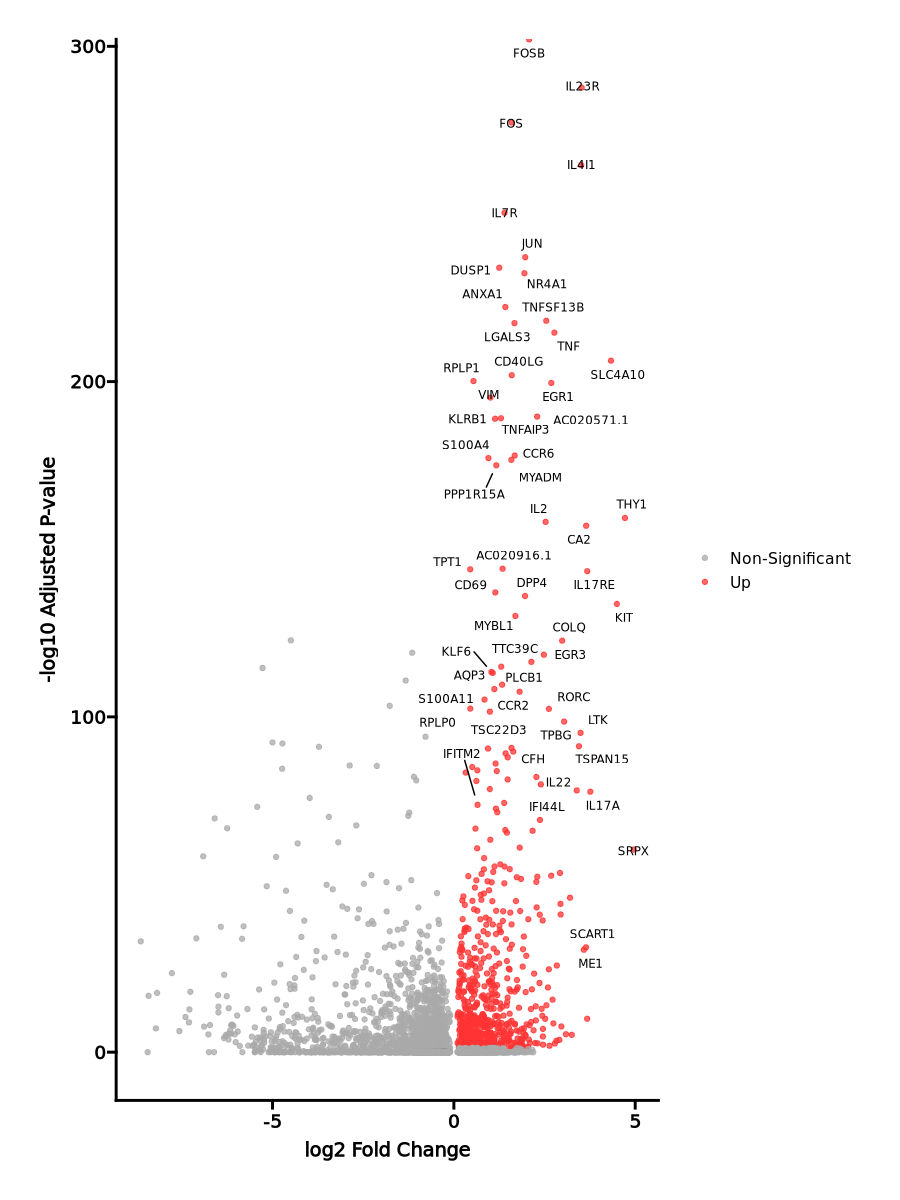 300
FOSB
IL23R
FOS
IL4I1
IL7R
JUN
DUSP1
NR4A1
ANXA1
TNFSF13B
LGALS3
TNF
CD40LG
RPLP1
SLC4A10
200
VIM
EGR1
KLRB1
AC020571.1
TNFAIP3
S100A4
CCR6
MYADM
PPP1R15A
THY1
IL2
CA2
AC020916.1
TPT1
DPP4
CD69
IL17RE
KIT
MYBL1
COLQ
KLF6
TTC39C
EGR3
AQP3
PLCB1
S100A11
RORC
CCR2
RPLP0
LTK
100
TSC22D3
TPBG
IFITM2
CFH
TSPAN15
IL22
IFI44L
IL17A
SRPX
SCART1
ME1
0
-5
0
5
log2 Fold Change
-log10 Adjusted P-value
Non-Significant
Up